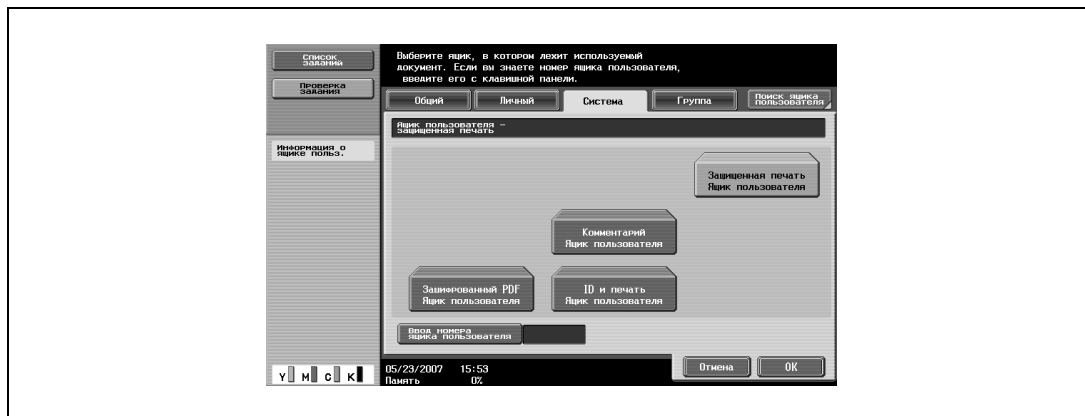 Список
заданий
Проверка
задания
Информация о
ящике польз.
Выберите ящик, в котором лежит используемый
документ. Если вы знаете номер ящика пользователя,
введите его с клавишной панели.
Общий
Личный
Система
Группа
Поиск ящика
пользователя
Ящик пользователя -
защищенная печать
Защищенная печать
Ящик пользователя
Комментарий
Ящик пользователя
Зашифрованный PDF
Ящик пользователя
ID и печать
Ящик пользователя
Ввод номера
ящика пользователя
Отмена
OK
Y M C K
05/23/2007 15:53
Память 0%